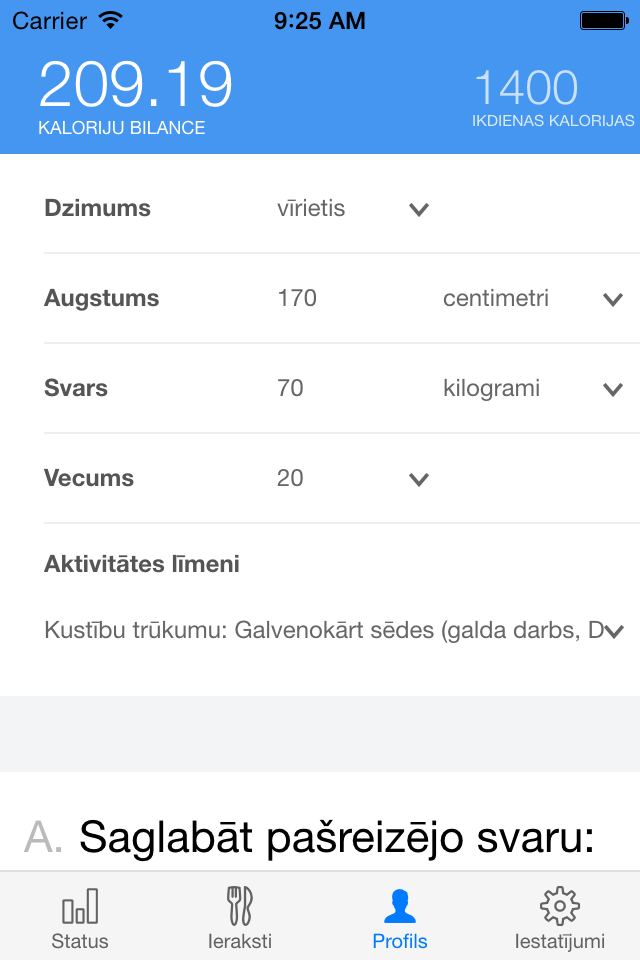 Carrier 9:25 AM
209.19 1400
KALORIJU BILANCE IKDIENAS KALORIJAS
Dzimums vīrietis
Augstums 170 centimetri
Svars 70 kilogrami
Vecums 20
Aktivitātes līmeni
Kustību trūkumu: Galvenokārt sēdes (galda darbs, D
A. Saglabāt pašreizējo svaru:
Status Ieraksti Profils Iestatījumi